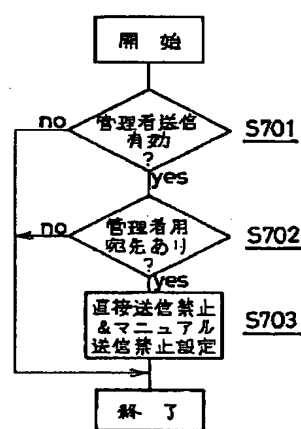 開始
管理者送信
有効
?
no
S701
yes
管理者用
宛先あり
?
no
S702
yes
直接送信禁止
&マニュアル
送信禁止設定
S703
終了